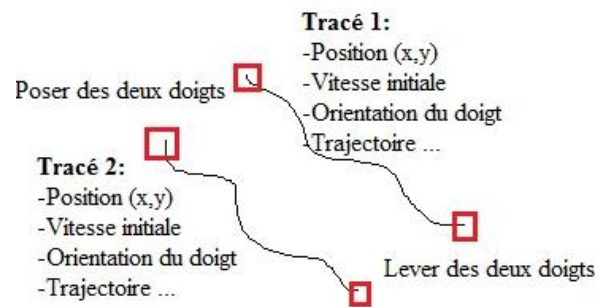 Tracé 1:
-Position (x,y)
-Vitesse initiale
-Orientation du doigt
-Trajectoire ...
Poser des deux doigts
Tracé 2:
-Position (x,y)
-Vitesse initiale
-Orientation du doigt
-Trajectoire ...
Lever des deux doigts